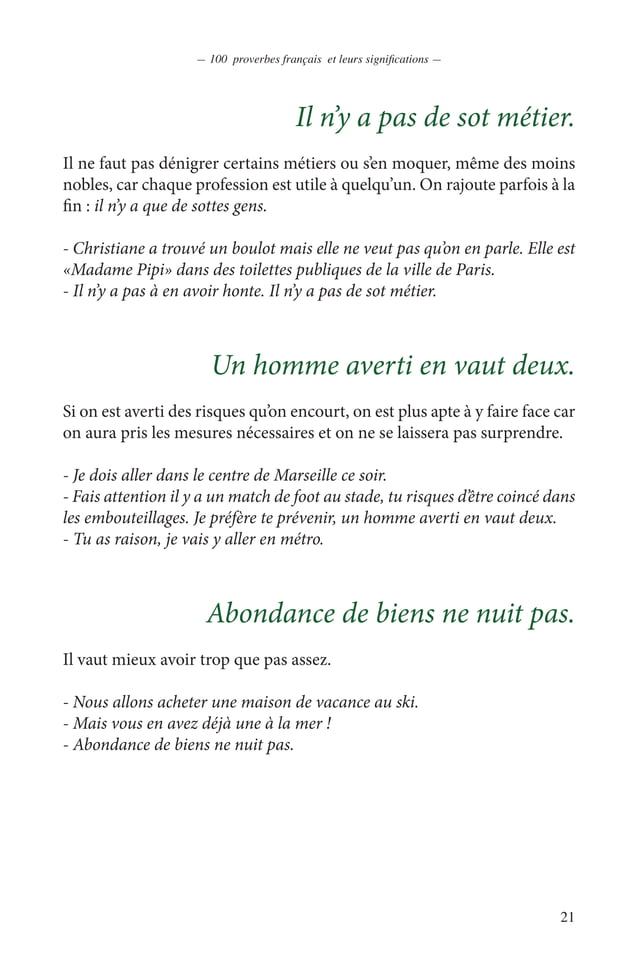 — 100 proverbes français et leurs significations —
Il n’y a pas de sot métier.
Il ne faut pas dénigrer certains métiers ou s’en moquer, même des moins
nobles, car chaque profession est utile à quelqu’un. On rajoute parfois à la
fin : il n’y a que de sottes gens.
- Christiane a trouvé un boulot mais elle ne veut pas qu’on en parle. Elle est
«Madame Pipi» dans des toilettes publiques de la ville de Paris.
- Il n’y a pas à en avoir honte. Il n’y a pas de sot métier.
Un homme averti en vaut deux.
Si on est averti des risques qu’on encourt, on est plus apte à y faire face car
on aura pris les mesures nécessaires et on ne se laissera pas surprendre.
- Je dois aller dans le centre de Marseille ce soir.
- Fais attention il y a un match de foot au stade, tu risques d’être coincé dans
les embouteillages. Je préfère te prévenir, un homme averti en vaut deux.
- Tu as raison, je vais y aller en métro.
Abondance de biens ne nuit pas.
Il vaut mieux avoir trop que pas assez.
- Nous allons acheter une maison de vacance au ski.
- Mais vous en avez déjà une à la mer !
- Abondance de biens ne nuit pas.
21